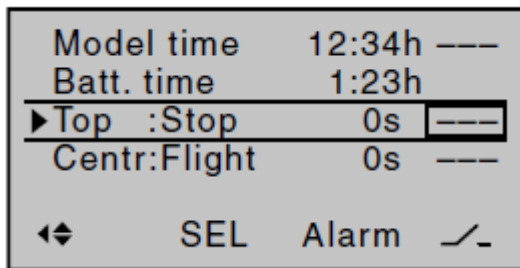 Model time 12:34h ---
Batt. time 1:23h
Top :Stop 0s ---
Centr:Flight 0s ---
SEL Alarm